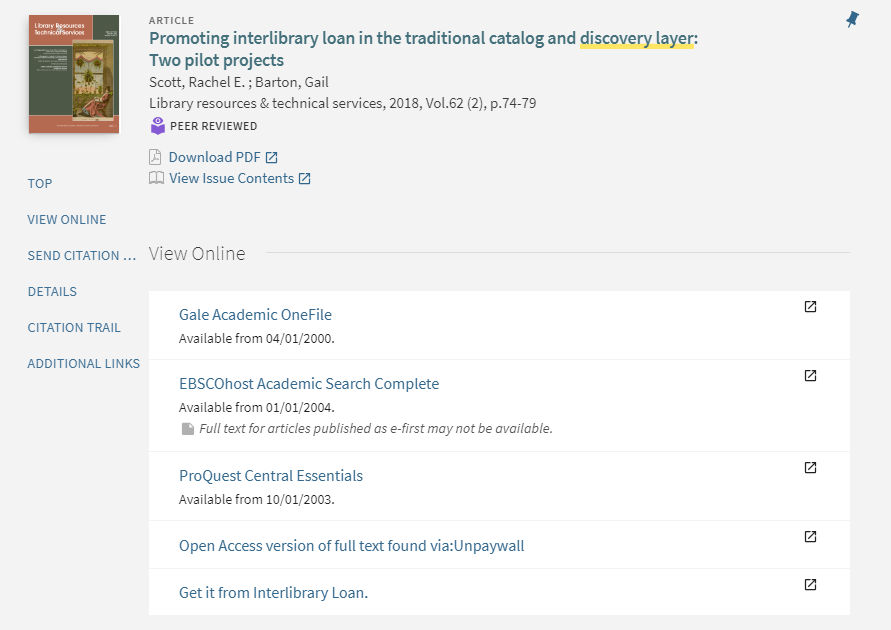 Library Resources
Technical Services
ARTICLE
Promoting interlibrary loan in the traditional catalog and discovery layer:
Two pilot projects
Scott, Rachel E. ; Barton, Gail
Library resources & technical services, 2018, Vol.62 (2), p.74-79
PEER REVIEWED
Download PDF
View Issue Contents
TOP
VIEW ONLINE
SEND CITATION ...
DETAILS
CITATION TRAIL
ADDITIONAL LINKS
View Online
Gale Academic OneFile
Available from 04/01/2000.
EBSCOhost Academic Search Complete
Available from 01/01/2004.
Full text for articles published as e-first may not be available.
ProQuest Central Essentials
Available from 10/01/2003.
Open Access version of full text found via:Unpaywall
Get it from Interlibrary Loan.